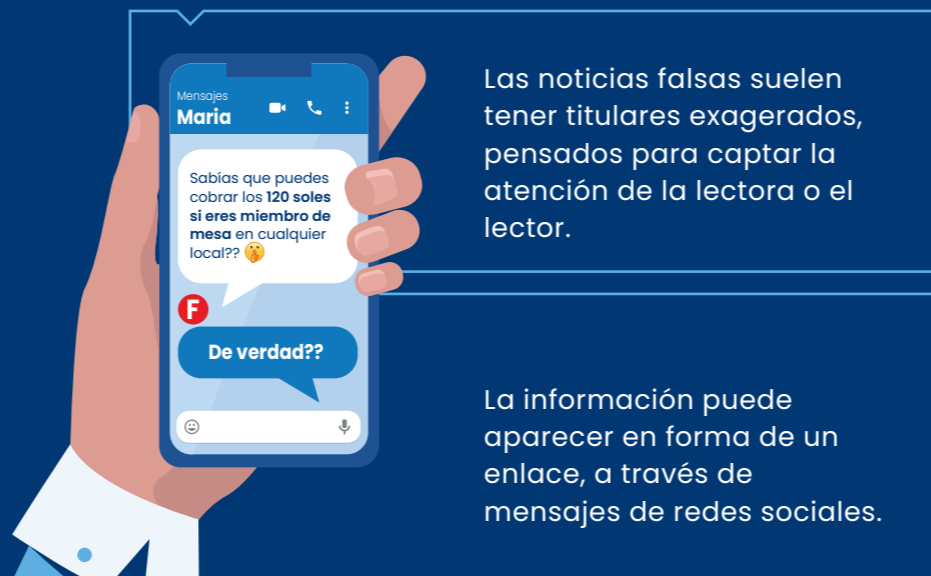 Mensajes
Maria
Sabías que puedes
cobrar los 120 soles
si eres miembro de
mesa en cualquier
local?? 🤫
F
De verdad??
Las noticias falsas suelen
tener titulares exagerados,
pensados para captar la
atención de la lectora o el
lector.
La información puede
aparecer en forma de un
enlace, a través de
mensajes de redes sociales.